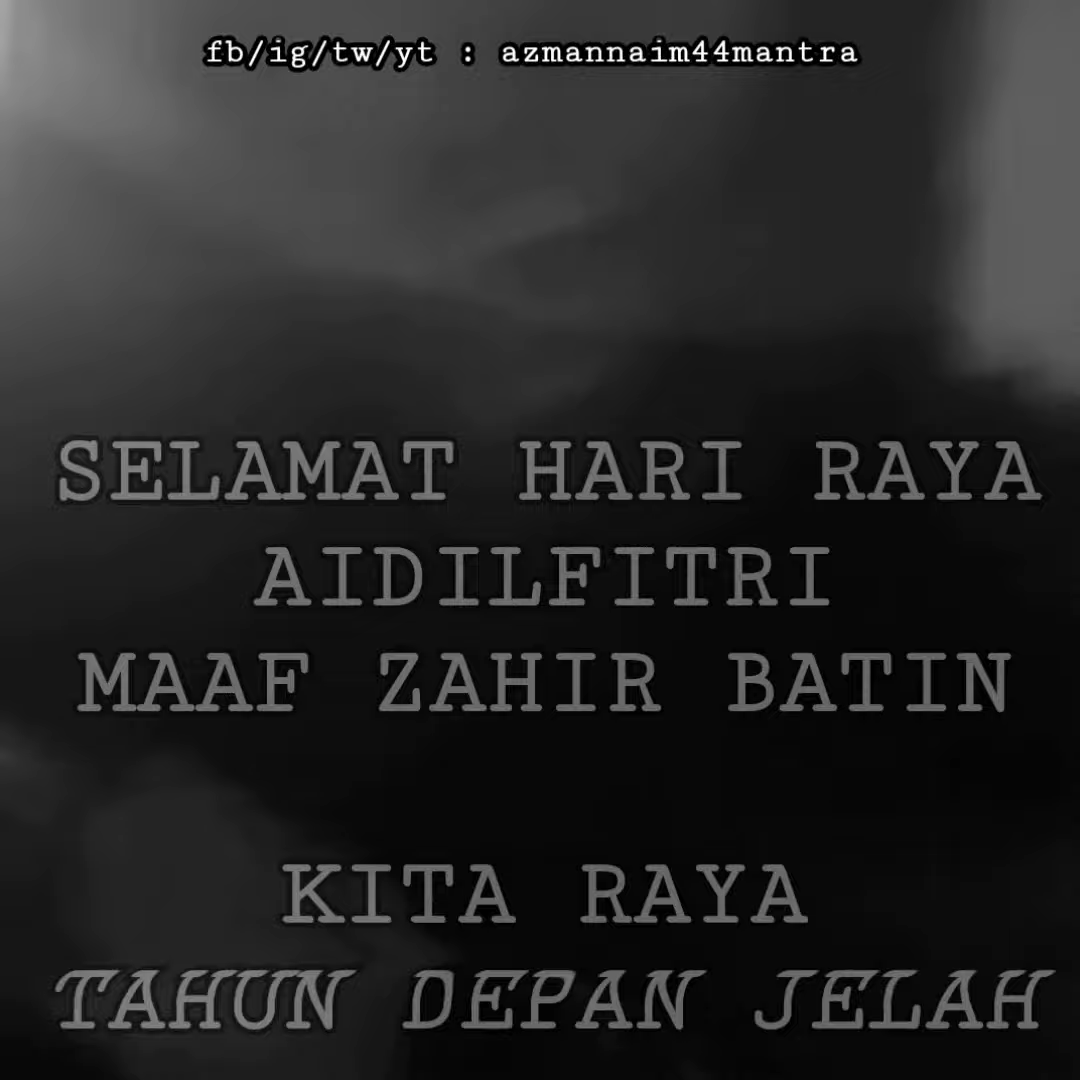 fb/ig/tw/yt : azmannaim44mantra
SELAMAT HARI RAYA
AIDILFITRI
MAAF ZAHIR BATIN
KITA RAYA
TAHUN DEPAN JELAH